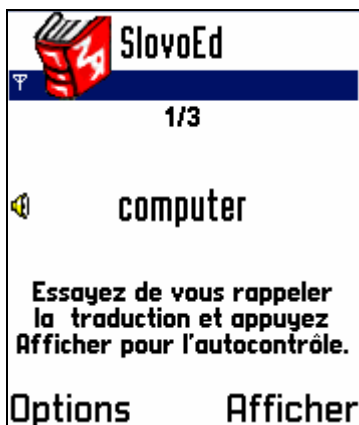 SlovoEd
1/3
computer
Essayez de vous rappeler
la traduction et appuyez
Afficher pour l'autocontrôle.
Options Afficher